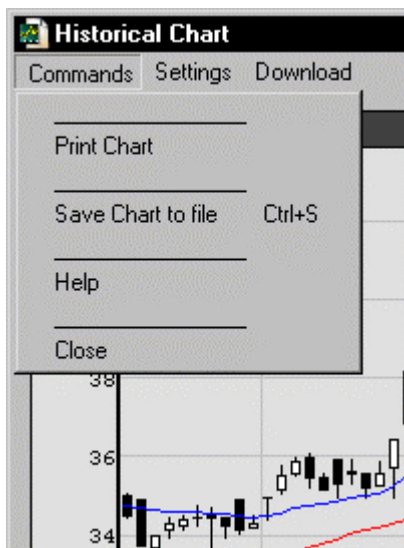 Historical Chart
Commands Settings Download
Print Chart
Save Chart to file Ctrl+S
Help
Close
38
36
34